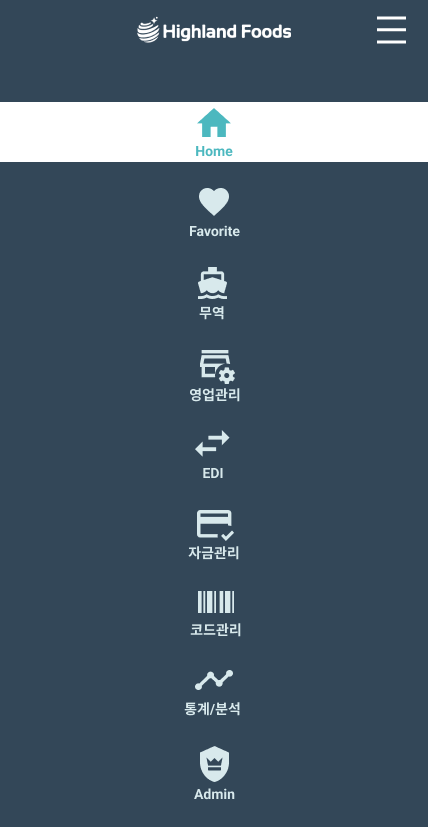 Highland Foods
Home
Favorite
무역
영업관리
EDI
자금관리
코드관리
통계/분석
Admin